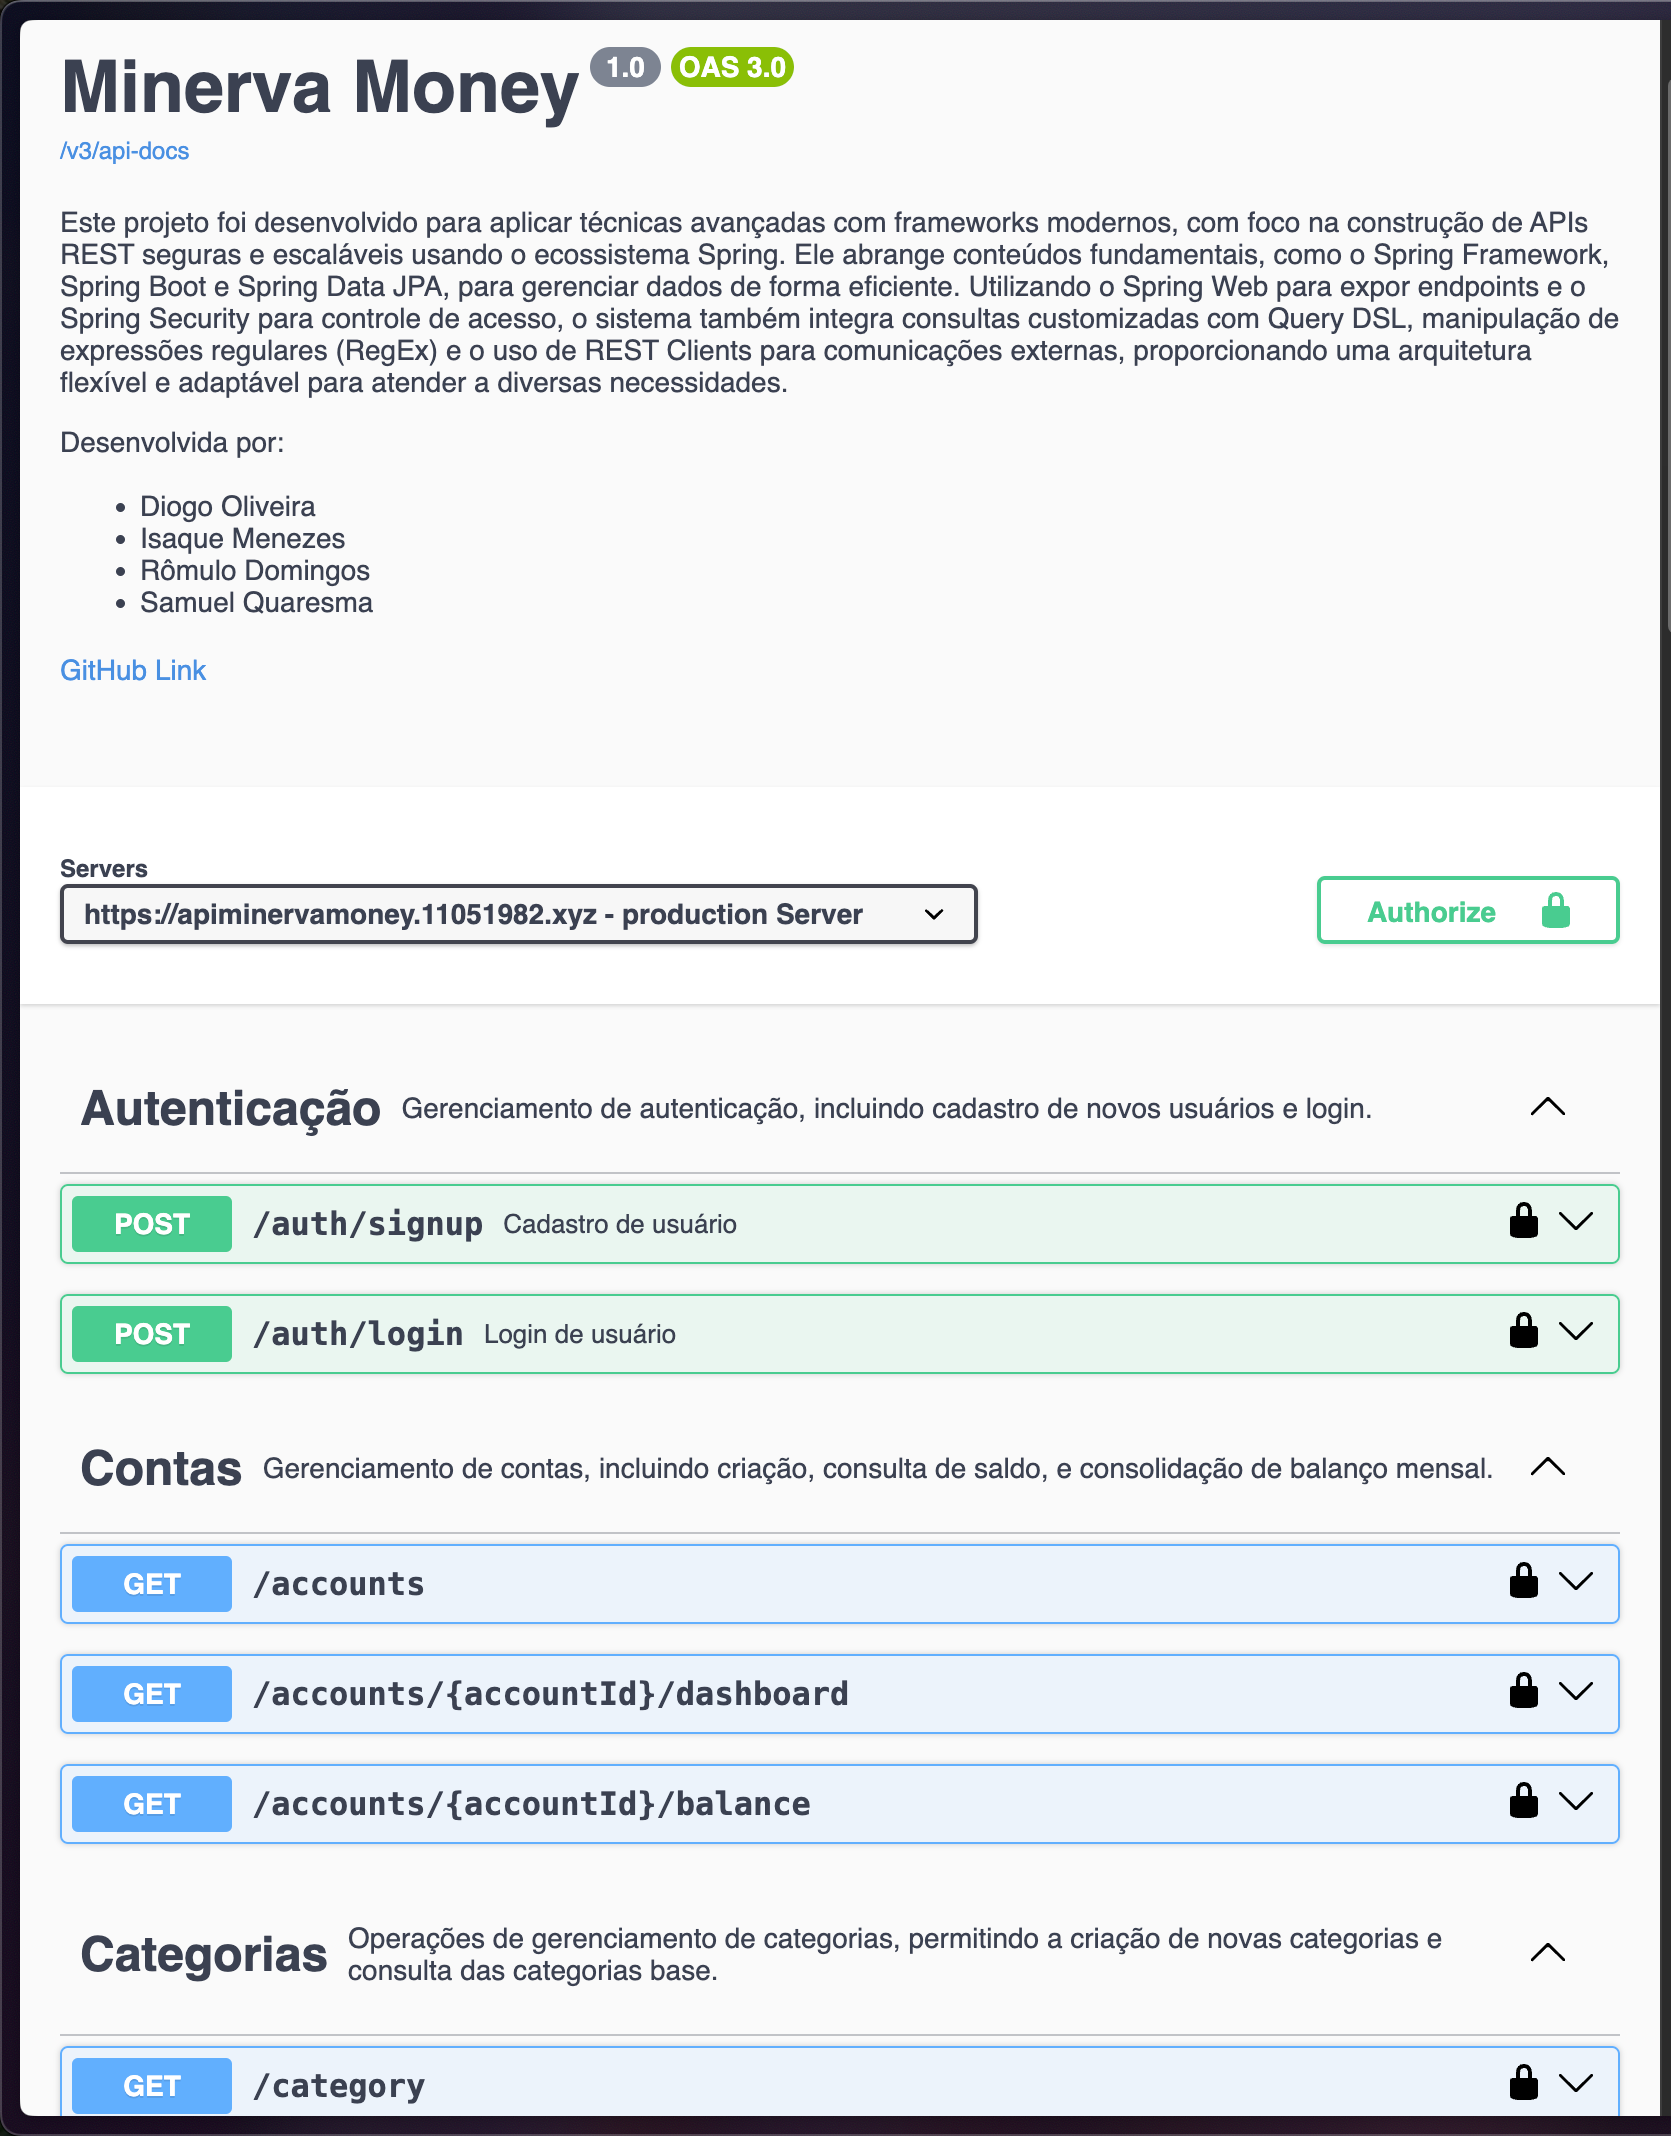 Minerva Money 1.0 OAS 3.0
/v3/api-docs
Este projeto foi desenvolvido para aplicar técnicas avançadas com frameworks modernos, com foco na construção de APIs
REST seguras e escaláveis usando o ecossistema Spring. Ele abrange conteúdos fundamentais, como o Spring Framework,
Spring Boot e Spring Data JPA, para gerenciar dados de forma eficiente. Utilizando o Spring Web para expor endpoints e o
Spring Security para controle de acesso, o sistema também integra consultas customizadas com Query DSL, manipulação de
expressões regulares (RegEx) e o uso de REST Clients para comunicações externas, proporcionando uma arquitetura
flexível e adaptável para atender a diversas necessidades.
Desenvolvida por:
• Diogo Oliveira
• Isaque Menezes
• Rômulo Domingos
• Samuel Quaresma
GitHub Link
Servers
https://apiminervamoney.11051982.xyz - production Server
Authorize
Autenticação Gerenciamento de autenticação, incluindo cadastro de novos usuários e login.
POST /auth/signup Cadastro de usuário
POST /auth/login Login de usuário
Contas Gerenciamento de contas, incluindo criação, consulta de saldo, e consolidação de balanço mensal.
GET /accounts
GET /accounts/{accountId}/dashboard
GET /accounts/{accountId}/balance
Categorias Operações de gerenciamento de categorias, permitindo a criação de novas categorias e
consulta das categorias base.
GET /category